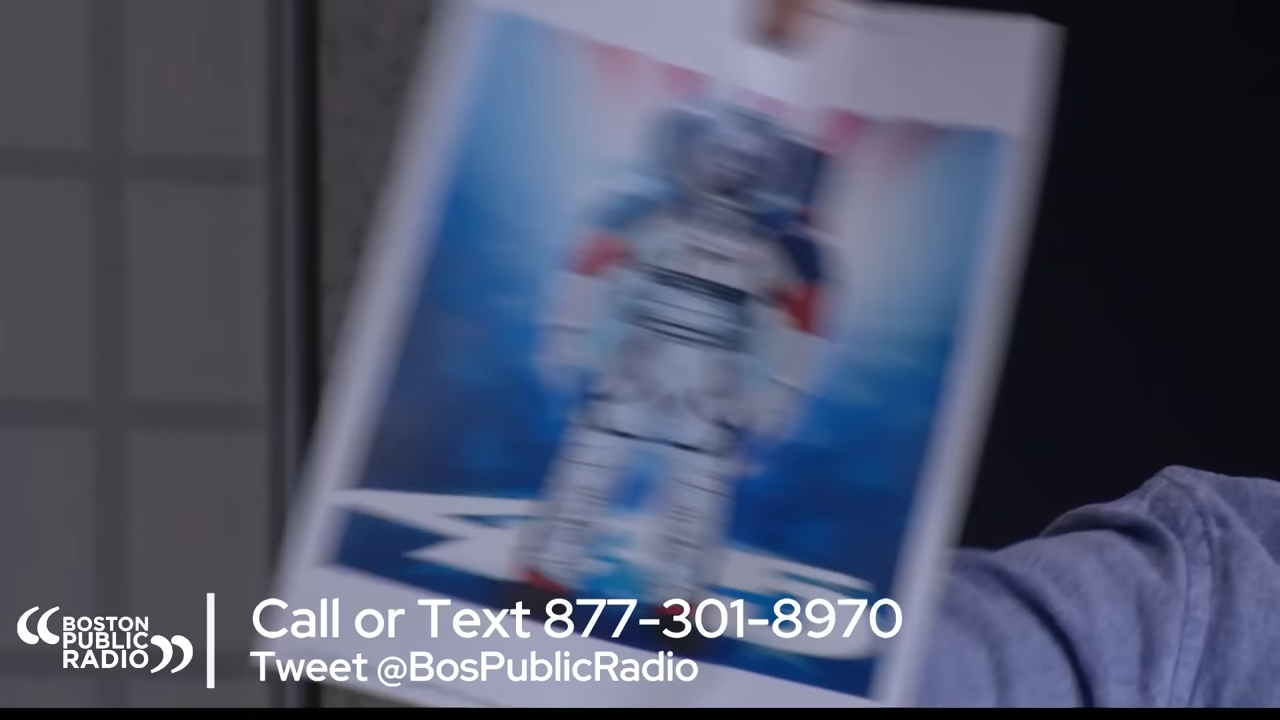 BOSTON
PUBLIC
RADIO
Call or Text 877-301-8970
Tweet @BosPublicRadio